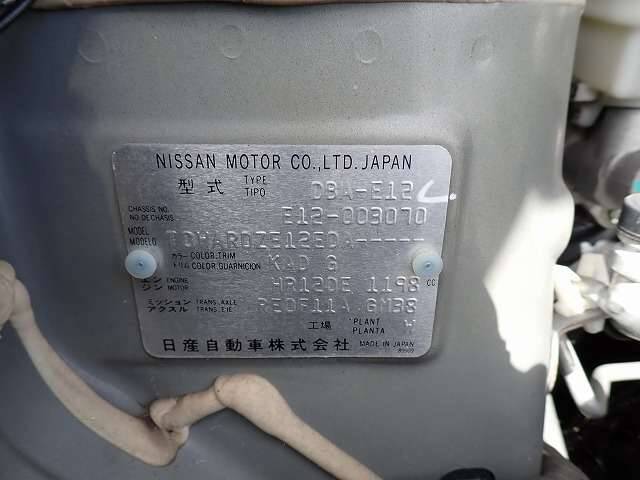 NISSAN MOTOR CO.,LTD. JAPAN
型式 TYPE TIPO DBA-E12
CHASSIS NO. NO DE CHASIS E12-003070
MODEL MODELO
カラー COLOR,TRIM トリム COLOR,GUARNICION KAD G
エンジン ENGINE MOTOR HR12DE 1198 CC
ミッション TRANS. AXLE アクスル TRANS. EJE RE0F11A GM38
工場 PLANT PLANTA W
日産自動車株式会社 MADE IN JAPAN